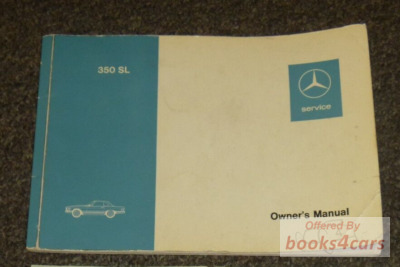 350 SL
service
Owner's Manual
Offered By
books4cars